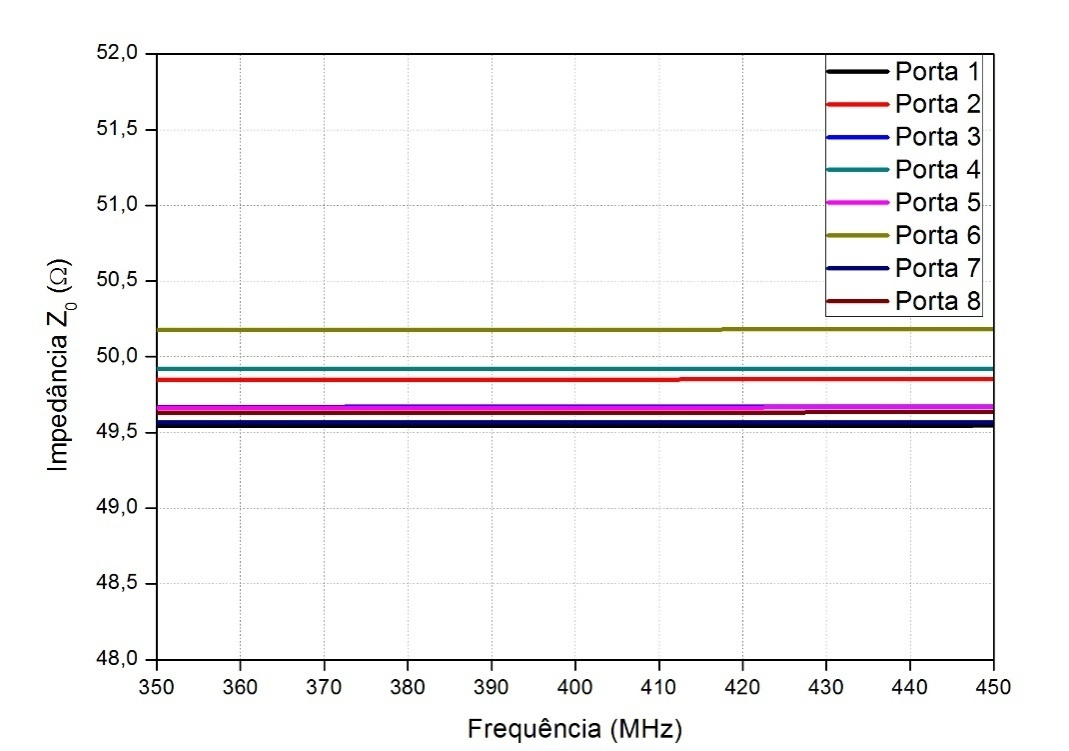 52,0
51,5
51,0
50,5
50,0
49,5
49,0
48,5
48,0
Impedância Z0 (Ω)
Porta 1
Porta 2
Porta 3
Porta 4
Porta 5
Porta 6
Porta 7
Porta 8
350 360 370 380 390 400 410 420 430 440 450
Frequência (MHz)